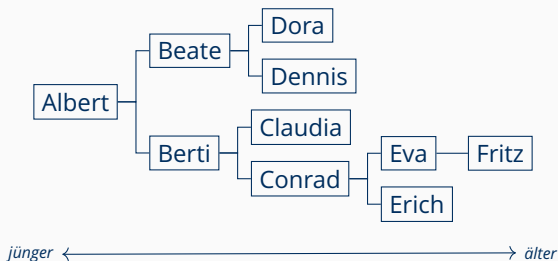 Dora
Beate
Dennis
Albert
Claudia
Berti
Eva
Fritz
Conrad
Erich
jünger
älter